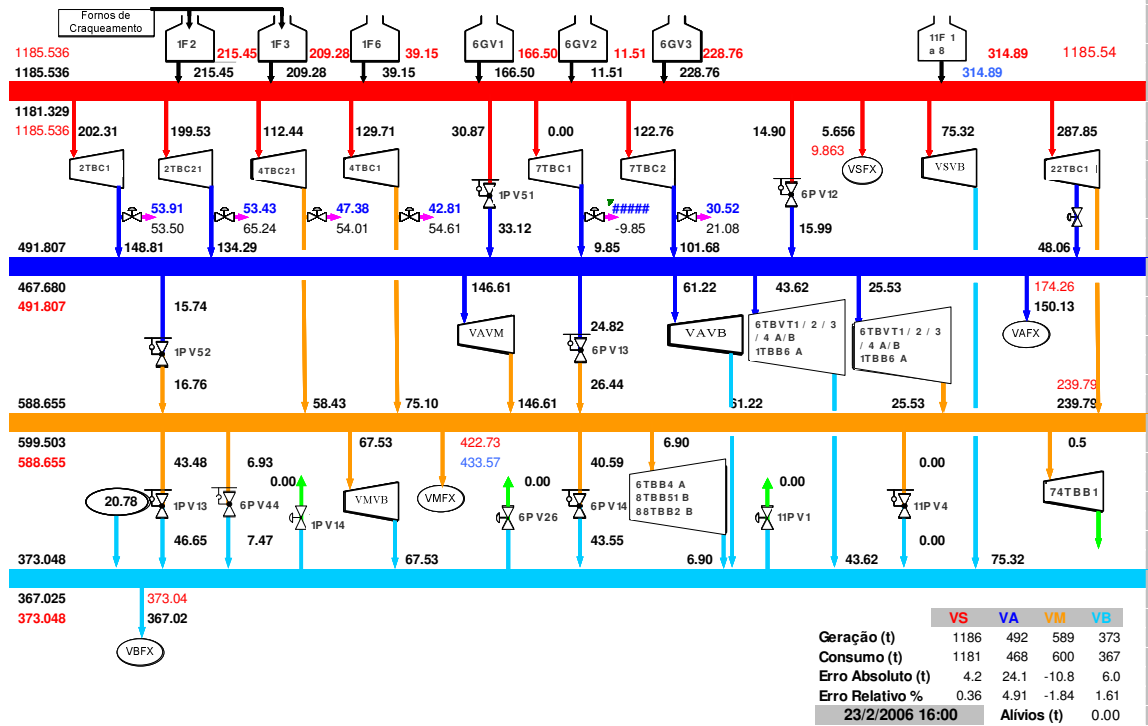 Fornos de
Craqueamento
1F2 1F3 1F6 6GV1 6GV2 6GV3 11F 1
a 8
1185.536 215.45 209.28 39.15 166.50 11.51 228.76 314.89 1185.54
1185.536 215.45 209.28 39.15 166.50 11.51 228.76 314.89
1181.329
1185.536 202.31 199.53 112.44 129.71 30.87 0.00 122.76 14.90 5.656 75.32 287.85
9.863
2TBC1 2TBC21 4TBC21 4TBC1 1PV51 7TBC1 7TBC2 6PV12 VSFX VSVB 22TBC1
53.91 53.43 47.38 42.81 ##### 30.52
53.50 65.24 54.01 54.61 33.12 -9.85 21.08 15.99
491.807 148.81 134.29 9.85 101.68 48.06
467.680 146.61 61.22 43.62 25.53 174.26
491.807 15.74 150.13
24.82
1PV52 VAVM 6PV13 VAVB 6TBVT1 / 2 / 3
/ 4 A/B
1TBB6 A
6TBVT1 / 2 / 3
/ 4 A/B
1TBB6 A
VAFX
16.76 26.44 239.79
588.655 58.43 75.10 146.61 61.22 25.53 239.79
599.503 67.53 422.73 6.90 0.5
588.655 43.48 6.93 433.57 40.59 0.00
0.00 0.00 0.00
20.78 1PV13 6PV44 1PV14 VMVB VMFX 6PV26 6PV14 6TBB4 A
8TBB51 B
88TBB2 B
11PV1 11PV4 74TBB1
46.65 7.47 43.55 0.00
373.048 67.53 6.90 43.62 75.32
367.025 373.04
373.048 367.02
VBFX
VS VA VM VB
Geração (t) 1186 492 589 373
Consumo (t) 1181 468 600 367
Erro Absoluto (t) 4.2 24.1 -10.8 6.0
Erro Relativo % 0.36 4.91 -1.84 1.61
23/2/2006 16:00 Alívios (t) 0.00